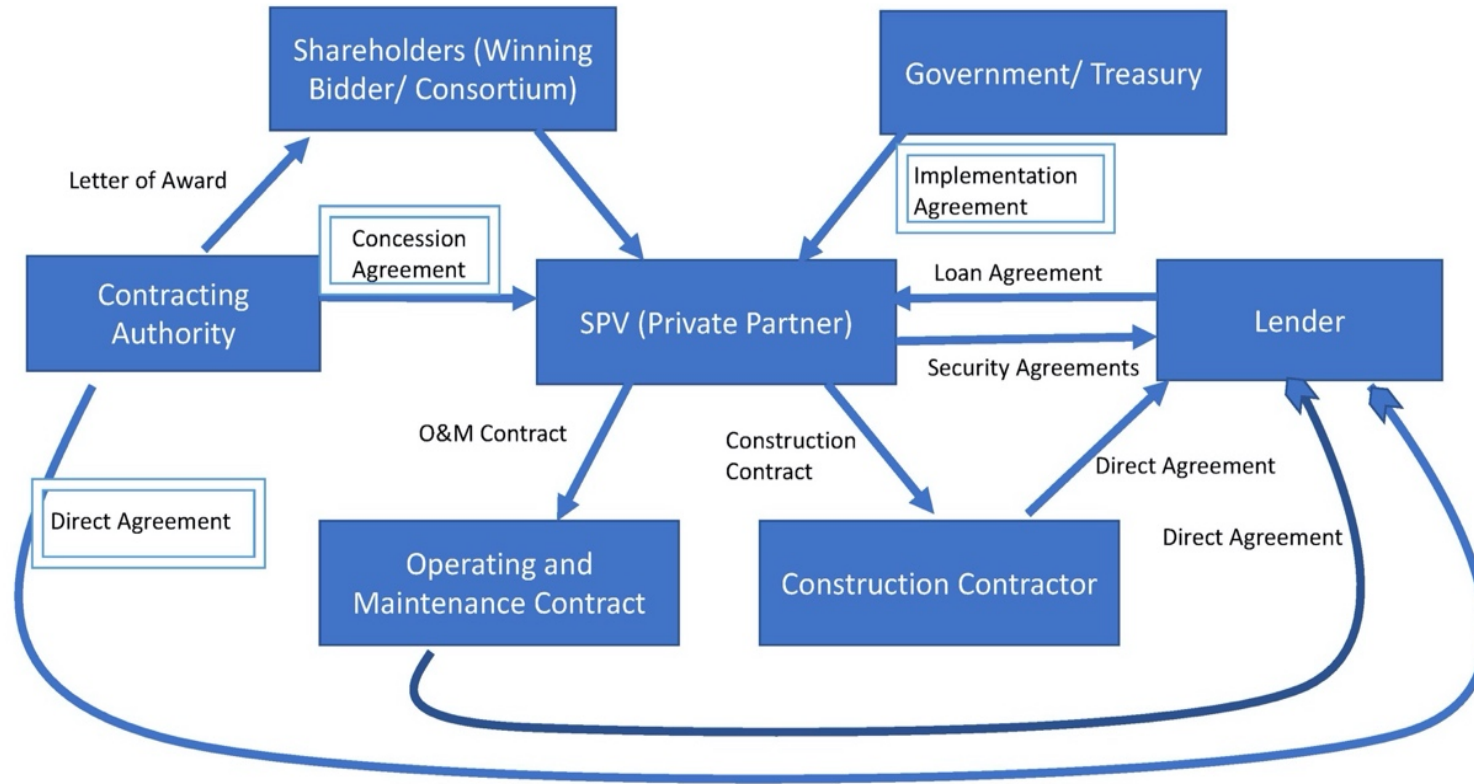 Shareholders (Winning
Bidder/ Consortium)
Government/ Treasury
Letter of Award
Implementation
Agreement
Concession
Agreement
Contracting
Authority
SPV (Private Partner)
Loan Agreement
Security Agreements
Lender
O&M Contract
Construction
Contract
Direct Agreement
Direct Agreement
Direct Agreement
Operating and
Maintenance Contract
Construction Contractor